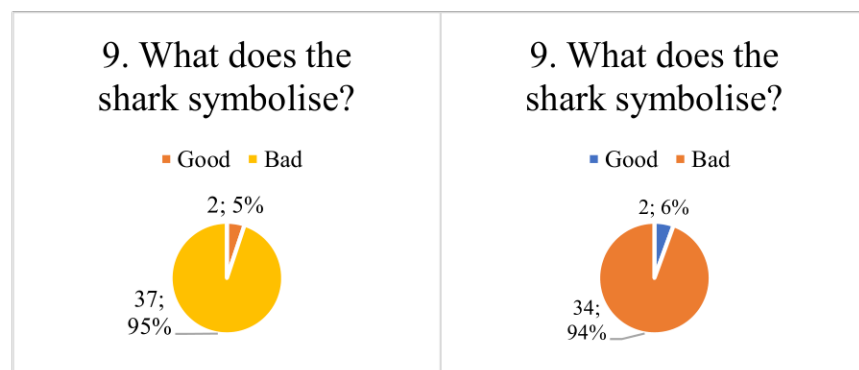 9. What does the
shark symbolise?
Good Bad
2; 5%
37;
95%
9. What does the
shark symbolise?
Good Bad
2; 6%
34;
94%